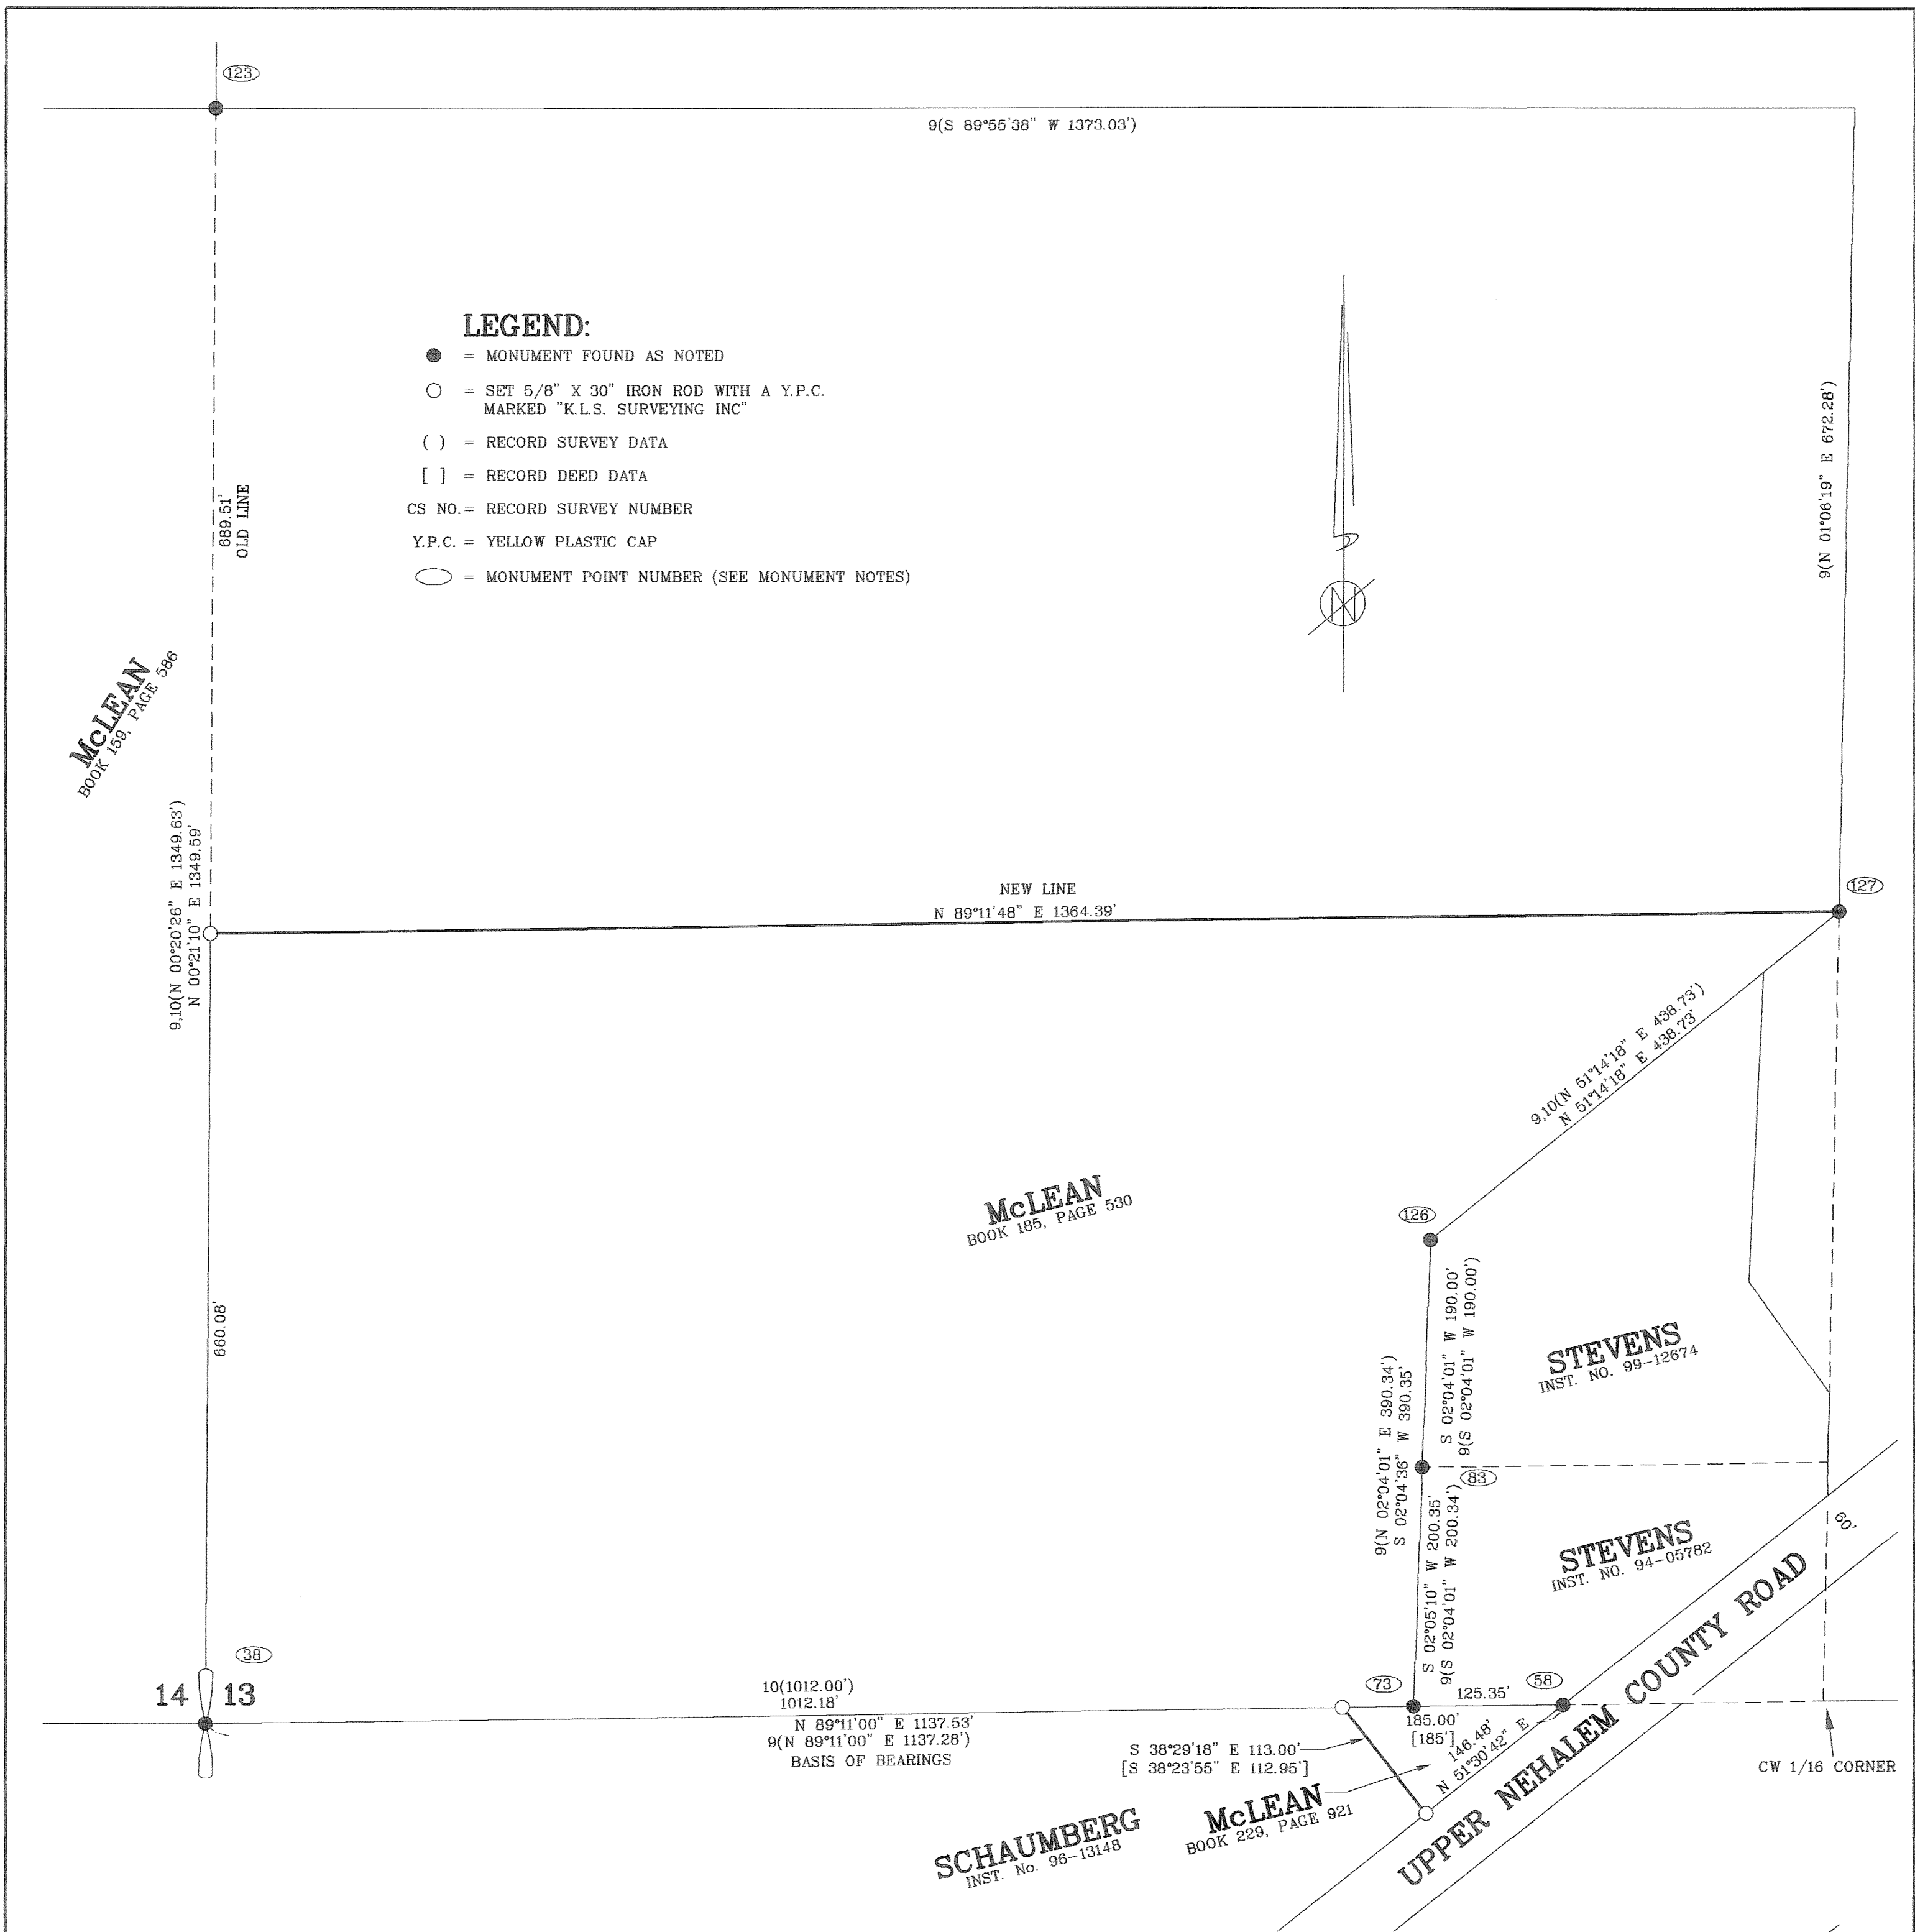 123
9(S 89°55'38" W 1373.03')
LEGEND:
= MONUMENT FOUND AS NOTED
= SET 5/8" X 30" IRON ROD WITH A Y.P.C.
MARKED "K.L.S. SURVEYING INC"
( ) = RECORD SURVEY DATA
[ ] = RECORD DEED DATA
CS NO.= RECORD SURVEY NUMBER
Y.P.C. = YELLOW PLASTIC CAP
= MONUMENT POINT NUMBER (SEE MONUMENT NOTES)
N
9(N 01°06'19" E 672.28')
689.51'
OLD LINE
McLEAN
BOOK 159, PAGE 586
9,10(N 00°20'26" E 1349.63')
N 00°21'10" E 1349.59'
NEW LINE
N 89°11'48" E 1364.39'
127
9,10(N 51°14'18" E 438.73')
N 51°14'18" E 438.73'
McLEAN
BOOK 185, PAGE 530
126
S 02°04'01" W 190.00'
9(S 02°04'01" W 190.00')
9(N 02°04'01" E 390.34')
S 02°04'36" W 390.35'
STEVENS
INST. NO. 99-12674
660.08'
83
S 02°05'10" W 200.35'
9(S 02°04'01" W 200.34')
STEVENS
INST. NO. 94-05782
60'
38
14 13
10(1012.00')
1012.18'
N 89°11'00" E 1137.53'
9(N 89°11'00" E 1137.28')
BASIS OF BEARINGS
73
125.35'
58
185.00'
[185']
146.48'
N 51°30'42" E
S 38°29'18" E 113.00'
[S 38°23'55" E 112.95']
CW 1/16 CORNER
McLEAN
BOOK 229, PAGE 921
SCHAUMBERG
INST. No. 96-13148
UPPER NEHALEM COUNTY ROAD